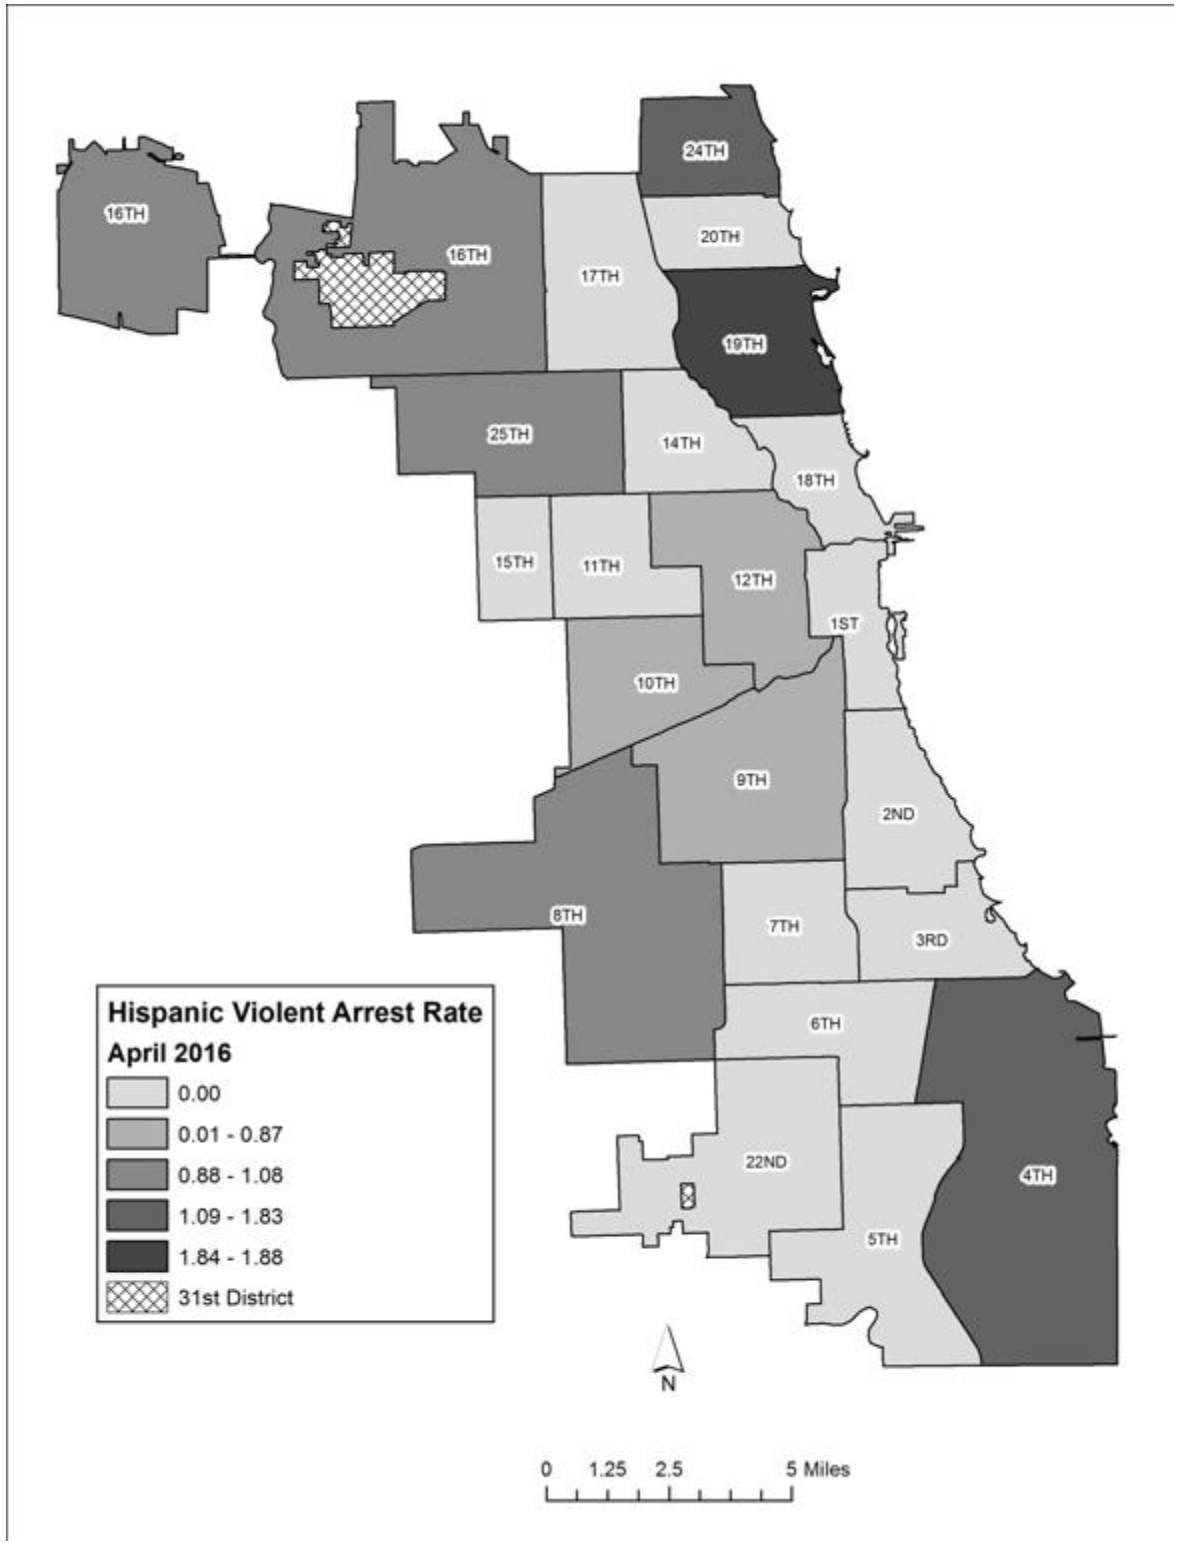 24TH
16TH
20TH
16TH
17TH
19TH
25TH
14TH
18TH
15TH
11TH
12TH
1ST
10TH
9TH
2ND
8TH
7TH
3RD
6TH
22ND
4TH
5TH
Hispanic Violent Arrest Rate
April 2016
0.00
0.01 - 0.87
0.88 - 1.08
1.09 - 1.83
1.84 - 1.88
31st District
N
0 1.25 2.5 5 Miles